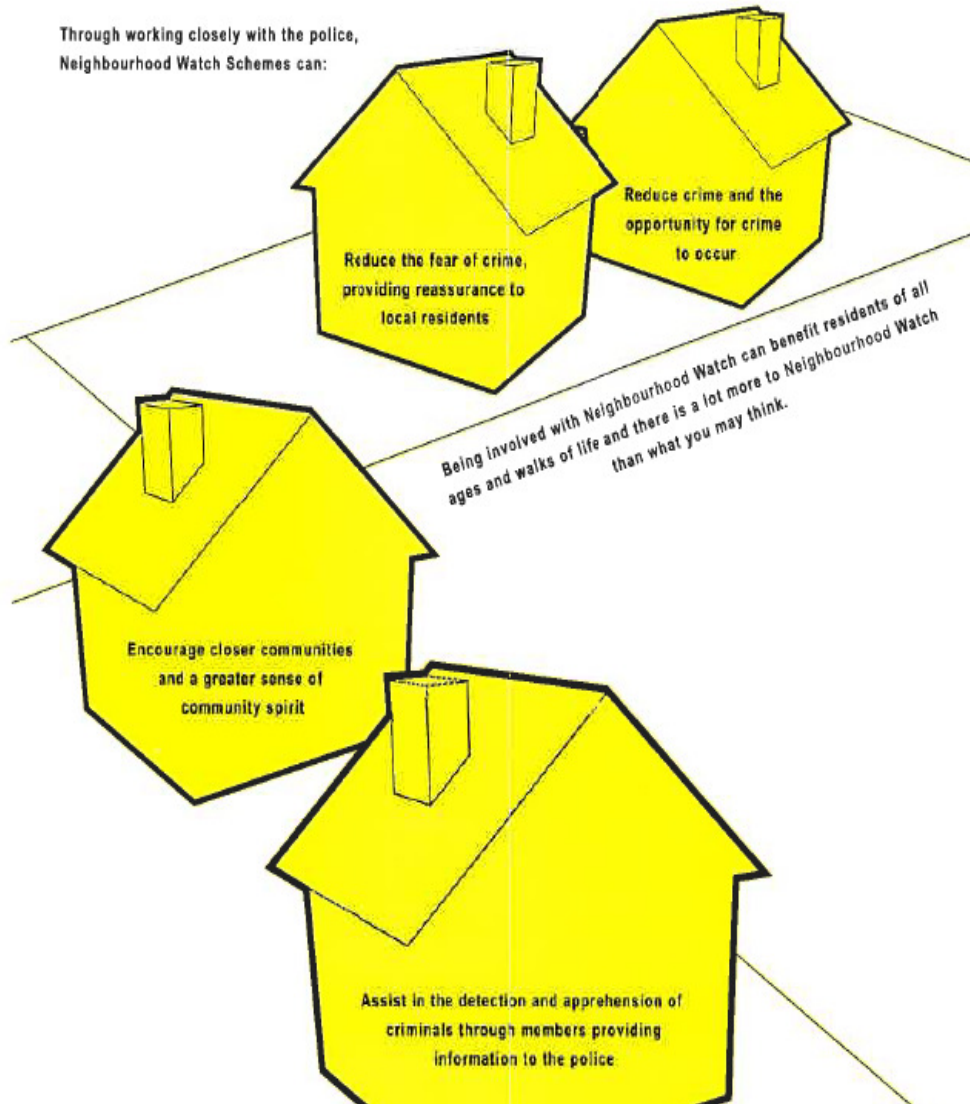 Through working closely with the police,
Neighbourhood Watch Schemes can:
Reduce crime and the
opportunity for crime
to occur
Reduce the fear of crime,
providing reassurance to
local residents
Being involved with Neighbourhood Watch can benefit residents of all
ages and walks of life and there is a lot more to Neighbourhood Watch
than what you may think.
Encourage closer communities
and a greater sense of
community spirit
Assist in the detection and apprehension of
criminals through members providing
information to the police